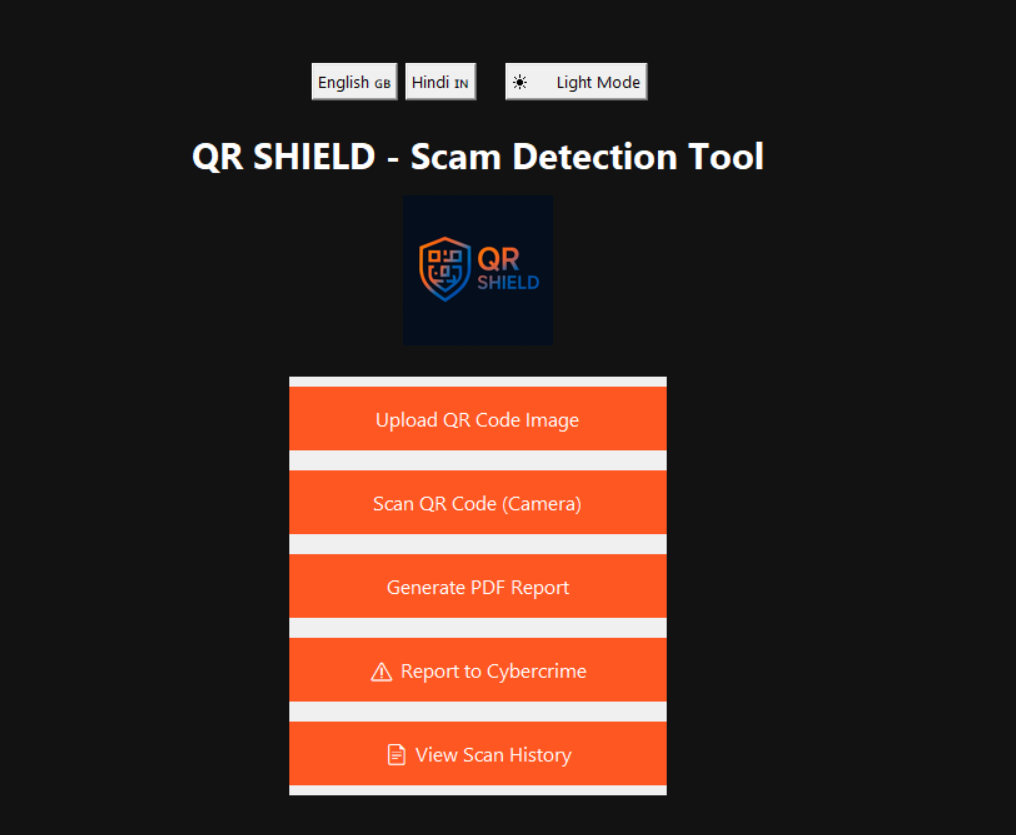 English GB Hindi IN ☀ Light Mode
QR SHIELD - Scam Detection Tool
QR
SHIELD
Upload QR Code Image
Scan QR Code (Camera)
Generate PDF Report
⚠ Report to Cybercrime
View Scan History